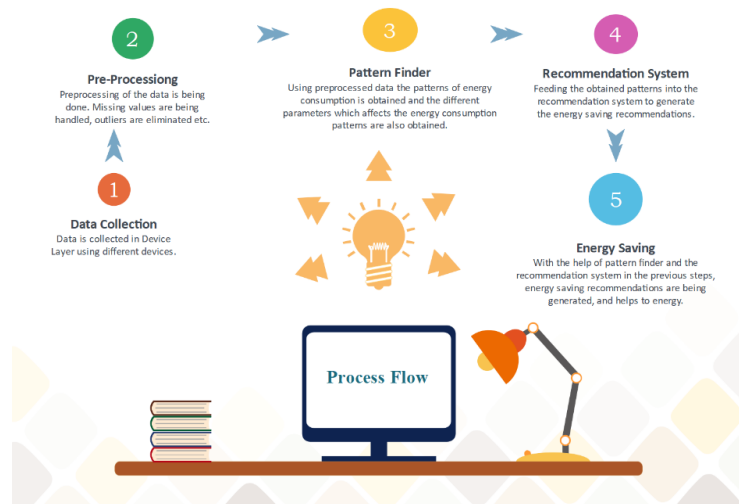 1
Data Collection
Data is collected in Device
Layer using different devices.
2
Pre-Processiong
Preprocessing of the data is being
done. Missing values are being
handled, outliers are eliminated etc.
3
Pattern Finder
Using preprocessed data the patterns of energy
consumption is obtained and the different
parameters which affects the energy consumption
patterns are also obtained.
4
Recommendation System
Feeding the obtained patterns into the
recommendation system to generate
the energy saving recommendations.
5
Energy Saving
With the help of pattern finder and the
recommendation system in the previous steps,
energy saving recommendations are being
generated, and helps to energy.
Process Flow